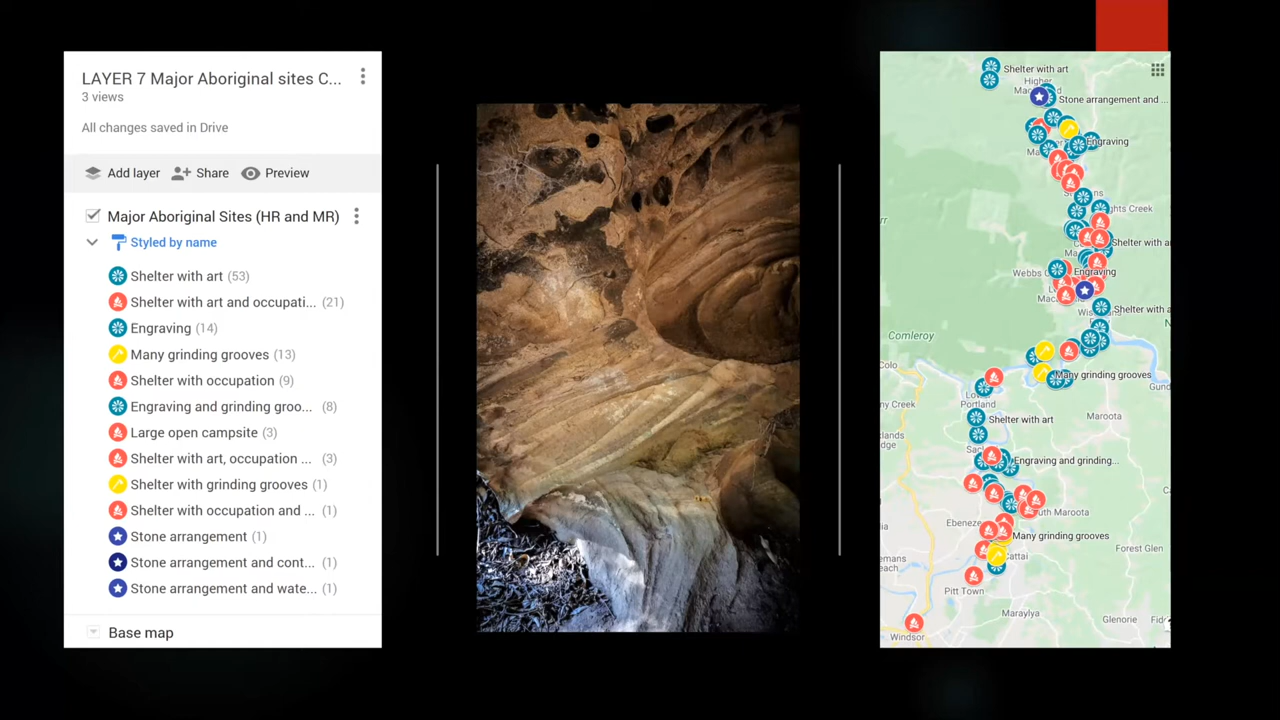 LAYER 7 Major Aboriginal sites C...
3 views
All changes saved in Drive
Add layer Share Preview
Major Aboriginal Sites (HR and MR)
Styled by name
Shelter with art (53)
Shelter with art and occupati... (21)
Engraving (14)
Many grinding grooves (13)
Shelter with occupation (9)
Engraving and grinding groo... (8)
Large open campsite (3)
Shelter with art, occupation ... (3)
Shelter with grinding grooves (1)
Shelter with occupation and ... (1)
Stone arrangement (1)
Stone arrangement and cont... (1)
Stone arrangement and wate... (1)
Base map
Shelter with art
Higher
Stone arrangement and ...
Engraving
Shelter with a
Engraving
Shelter with a
Comleroy
Many grinding grooves
Colo
Portland
Maroota
Shelter with art
Engraving and grinding...
Ebenez
Many grinding grooves
Cattai
Forest Glen
Pitt Town
Maraylya
Glenorie
Windsor